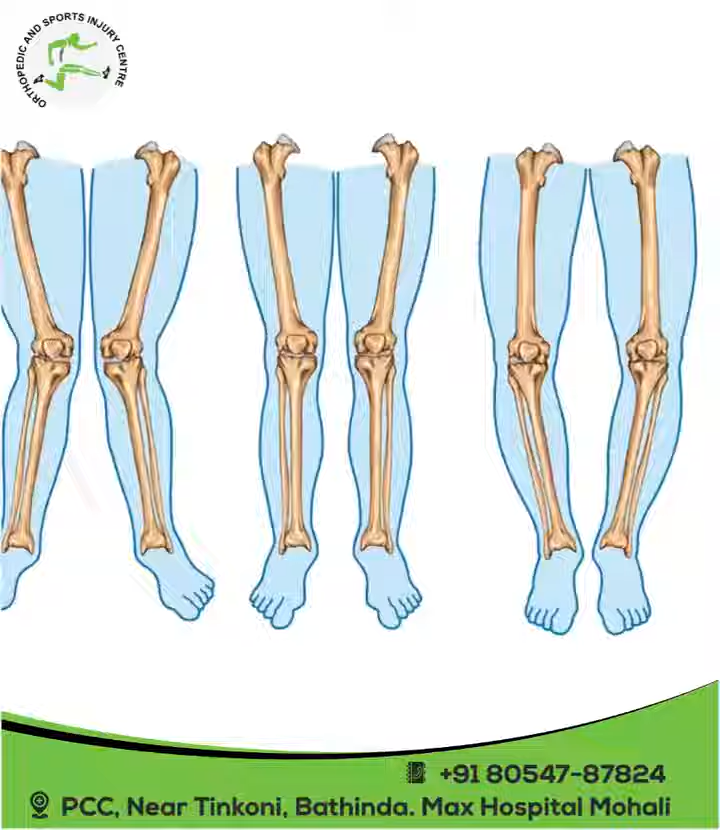 ORTHOPEDIC AND SPORTS INJURY CENTRE
+91 80547-87824
PCC, Near Tinkoni, Bathinda. Max Hospital Mohali